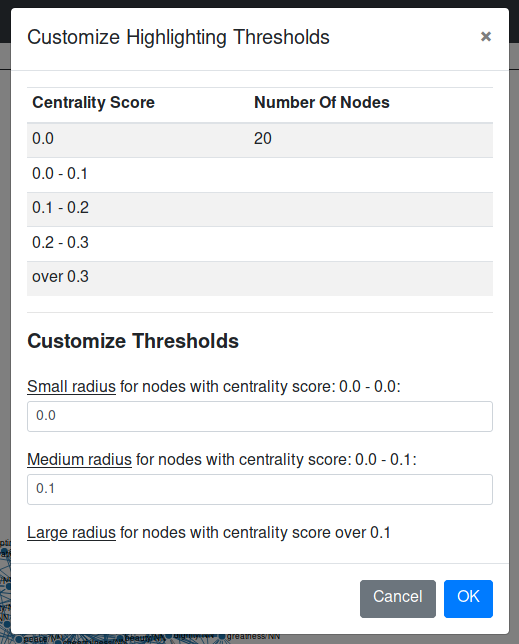 Customize Highlighting Thresholds ×
Centrality Score Number Of Nodes
0.0 20
0.0 - 0.1
0.1 - 0.2
0.2 - 0.3
over 0.3
Customize Thresholds
Small radius for nodes with centrality score: 0.0 - 0.0:
0.0
Medium radius for nodes with centrality score: 0.0 - 0.1:
0.1
Large radius for nodes with centrality score over 0.1
Cancel OK
greatness/NN